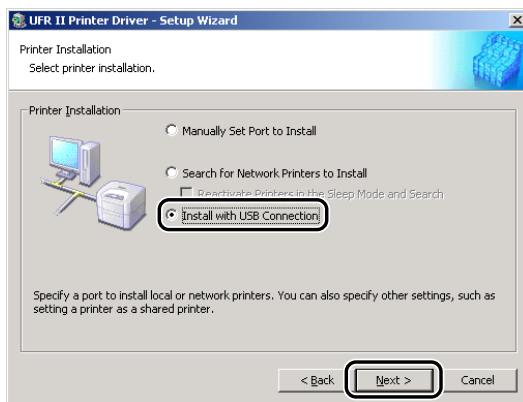 UFR II Printer Driver - Setup Wizard
Printer Installation
Select printer installation.
Printer Installation
Manually Set Port to Install
Search for Network Printers to Install
Reactivate Printers in the Sleep Mode and Search
Install with USB Connection
Specify a port to install local or network printers. You can also specify other settings, such as
setting a printer as a shared printer.
< Back
Next >
Cancel